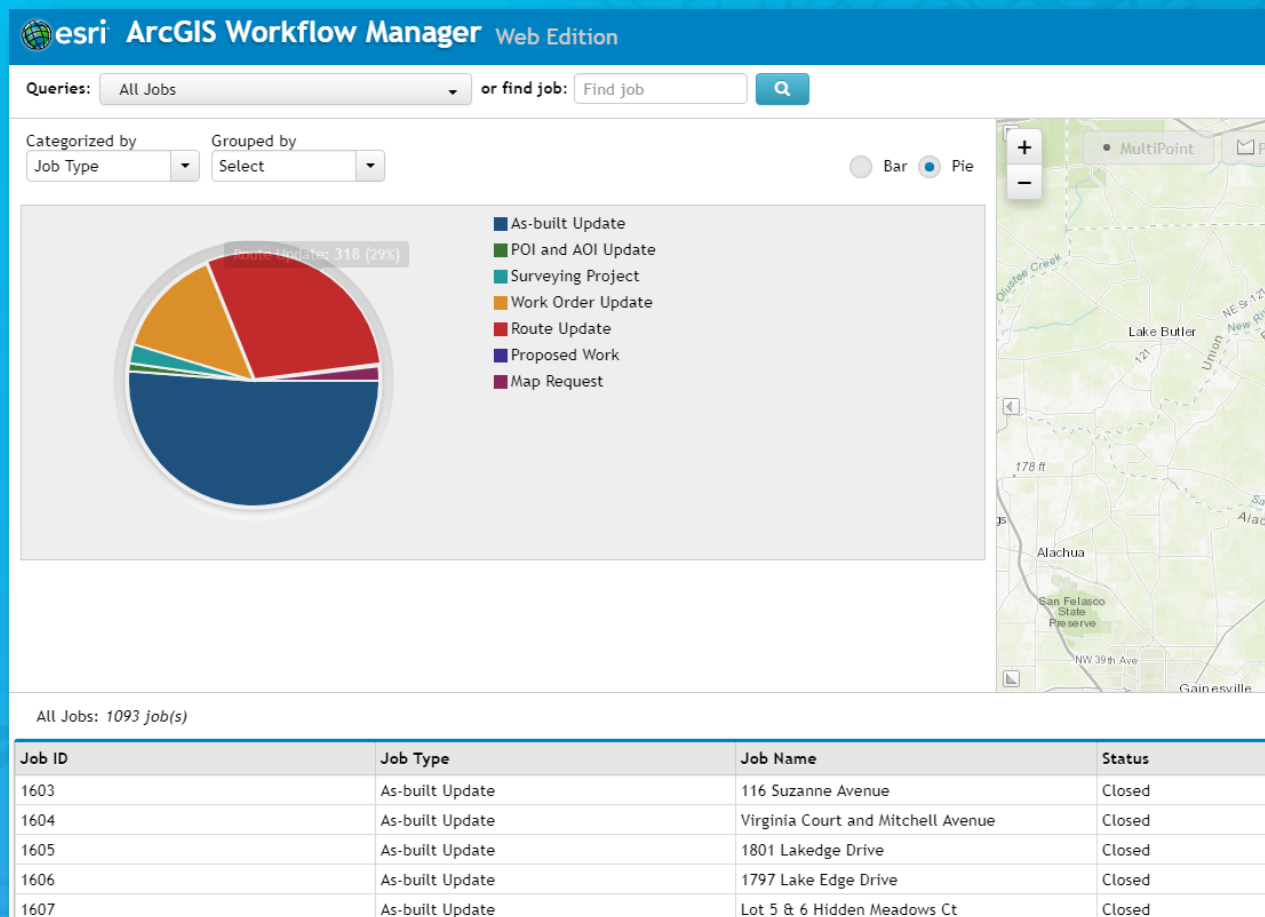 esri ArcGIS Workflow Manager Web Edition
Queries: All Jobs or find job: Find job
Categorized by Grouped by
Job Type Select Bar Pie
Route Update: 318 (29%)
As-built Update
POI and AOI Update
Surveying Project
Work Order Update
Route Update
Proposed Work
Map Request
+
−
MultiPoint
Olustee Creek
NE Sr 121
New
Lake Butler
121
Union
178 ft
Alachua
San Felasco
State
Preserve
NW 39th Ave
Gainesville
All Jobs: 1093 job(s)
Job ID Job Type Job Name Status
1603 As-built Update 116 Suzanne Avenue Closed
1604 As-built Update Virginia Court and Mitchell Avenue Closed
1605 As-built Update 1801 Lakedge Drive Closed
1606 As-built Update 1797 Lake Edge Drive Closed
1607 As-built Update Lot 5 & 6 Hidden Meadows Ct Closed